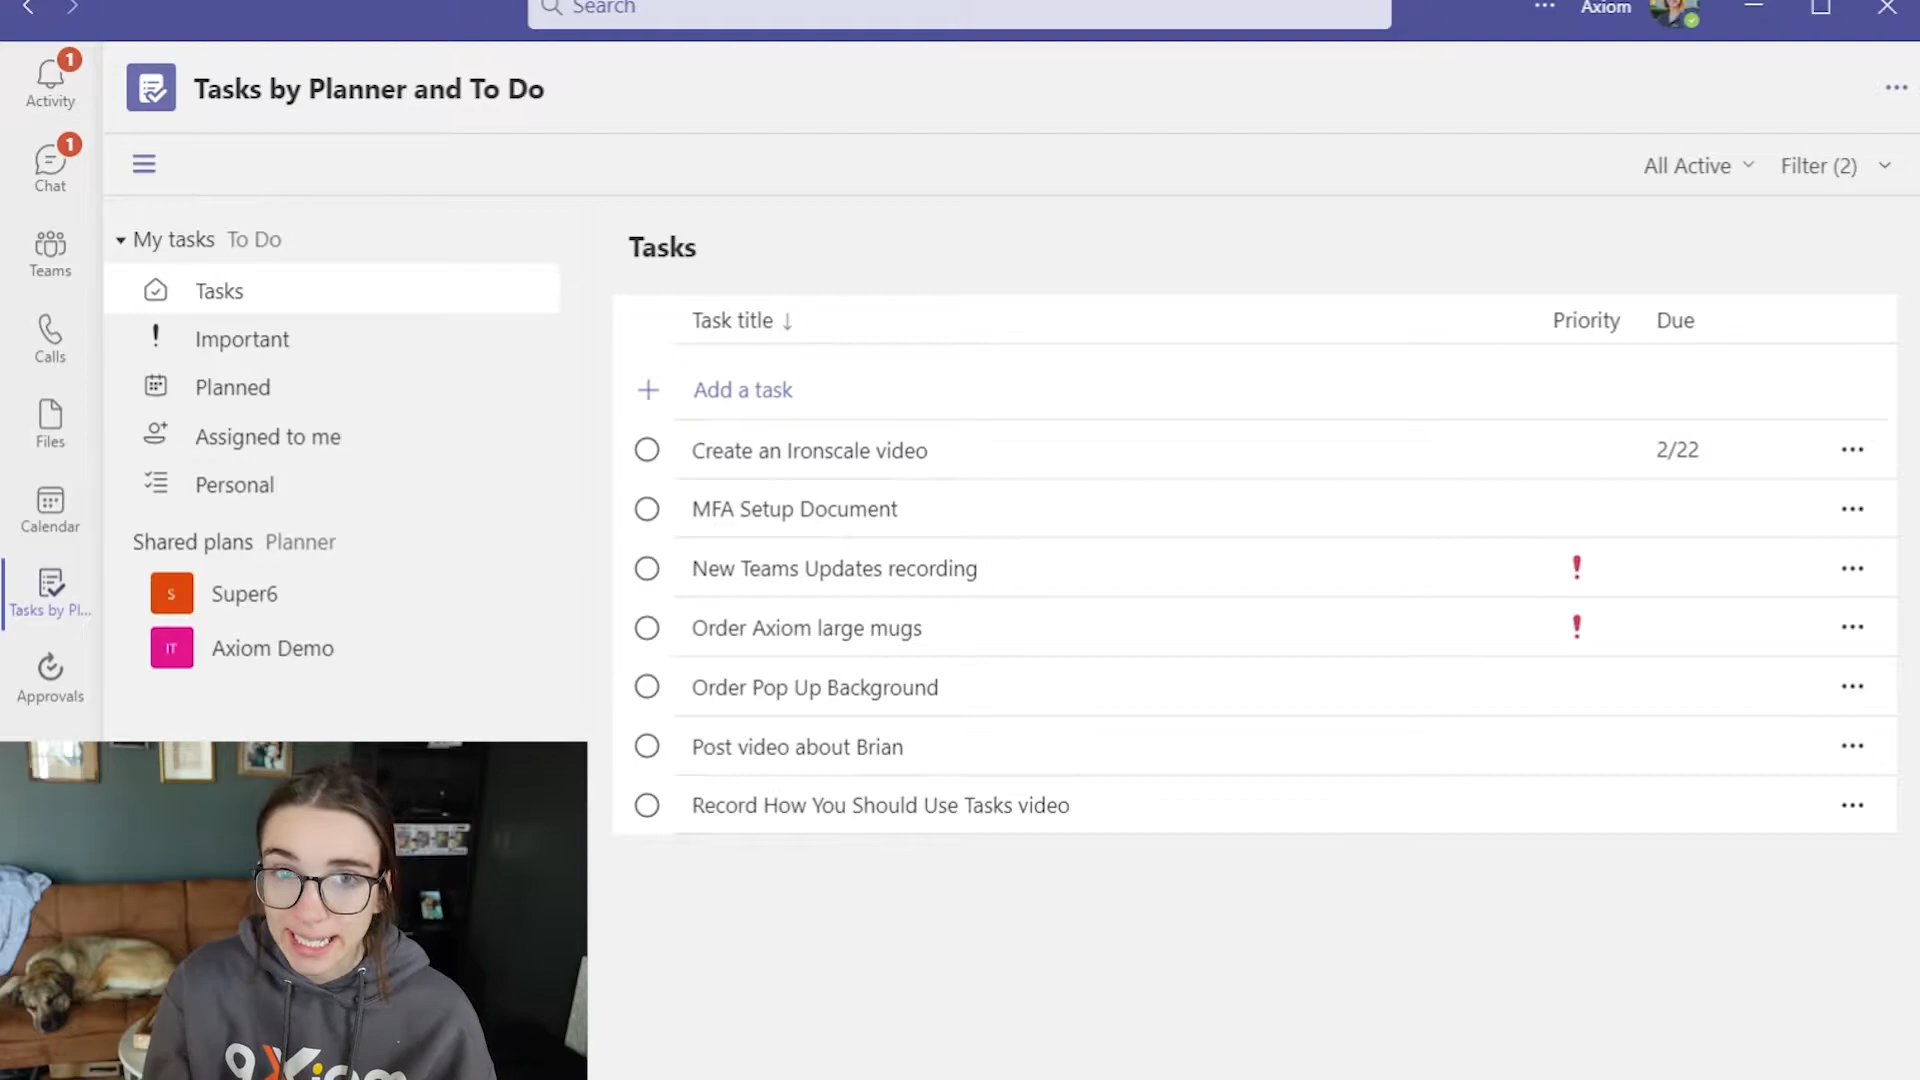 Search
Axiom
1
Activity
Tasks by Planner and To Do
1
Chat
All Active
Filter (2)
Teams
My tasks To Do
Tasks
Tasks
Important
Task title ↓
Priority
Due
Calls
Planned
+ Add a task
Files
Assigned to me
Create an Ironscale video
2/22
Personal
Calendar
MFA Setup Document
Shared plans Planner
New Teams Updates recording
!
Tasks by Pl...
S Super6
Order Axiom large mugs
!
IT Axiom Demo
Approvals
Order Pop Up Background
Post video about Brian
Record How You Should Use Tasks video
axiom